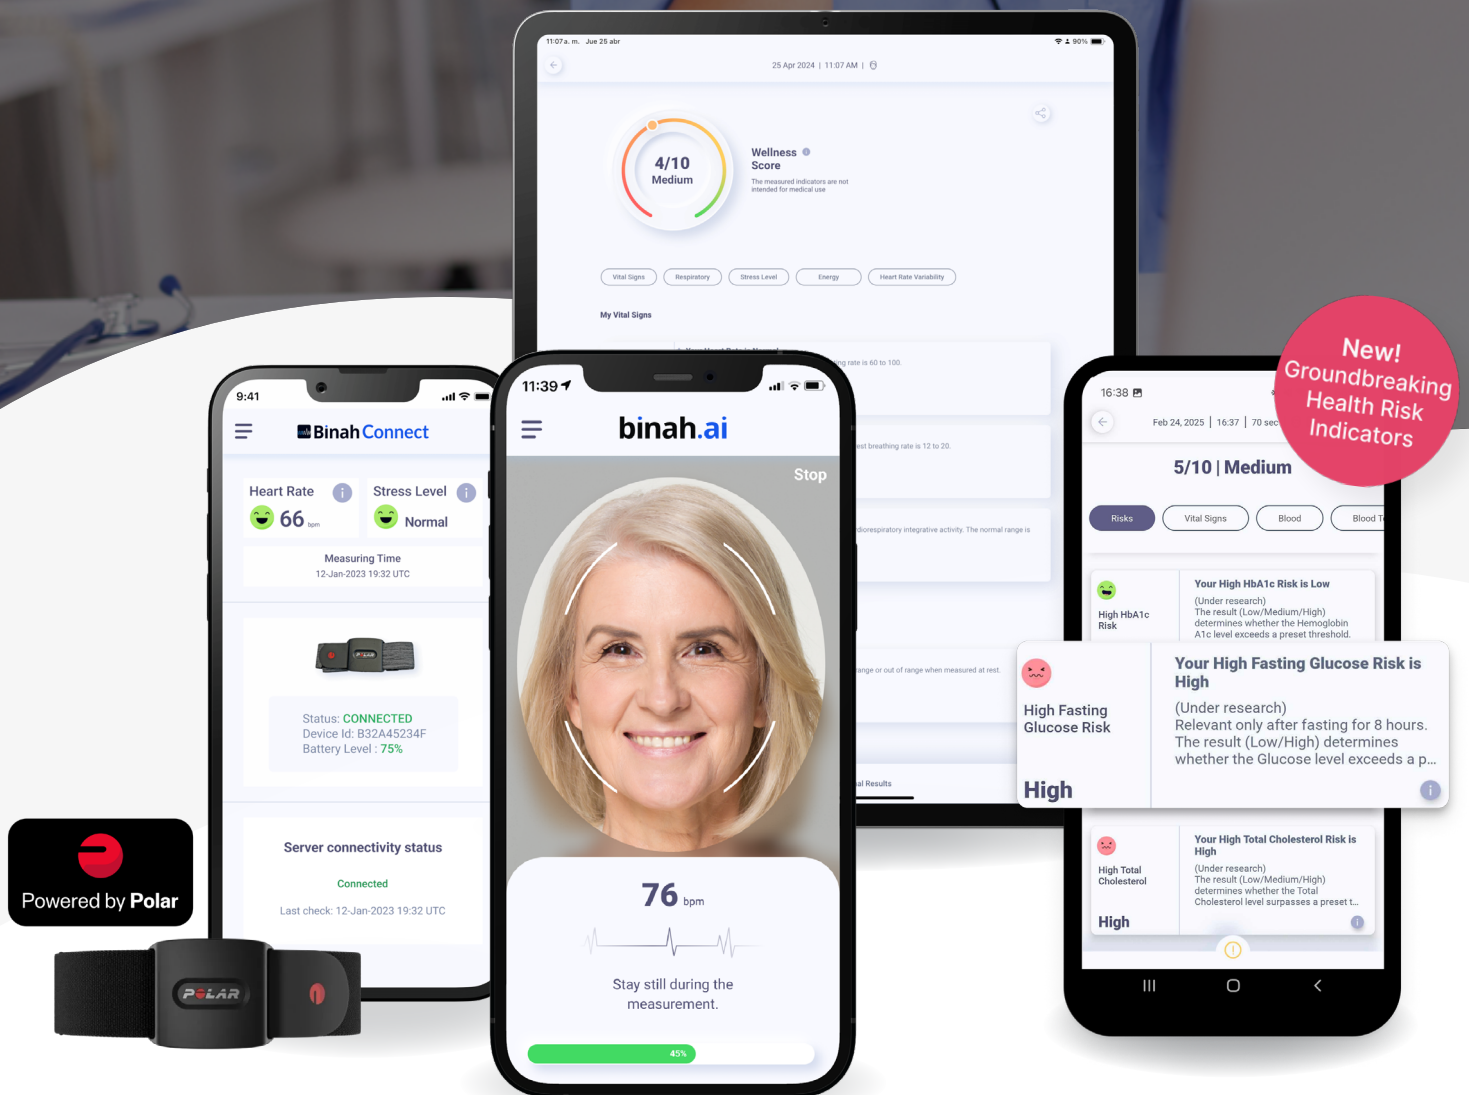 11:07 a. m. Jue 25 abr
90%
25 Apr 2024 | 11:07 AM |
4/10
Medium
Wellness
Score
The measured indicators are not
intended for medical use
Vital Signs
Respiratory
Stress Level
Energy
Heart Rate Variability
My Vital Signs
rate is 60 to 100.
breathing rate is 12 to 20.
integrative activity. The normal range is
or out of range when measured at rest.
Results
9:41
Binah Connect
Heart Rate
66 bpm
Stress Level
Normal
Measuring Time
12-Jan-2023 19:32 UTC
POLAR
Status: CONNECTED
Device Id: B32A45234F
Battery Level : 75%
Server connectivity status
Connected
Last check: 12-Jan-2023 19:32 UTC
Powered by Polar
POLAR
11:39
binah.ai
Stop
76 bpm
Stay still during the
measurement.
45%
New!
Groundbreaking
Health Risk
Indicators
16:38
Feb 24, 2025 | 16:37 | 70 sec
5/10 | Medium
Risks
Vital Signs
Blood
Blood
High HbA1c
Risk
Your High HbA1c Risk is Low
(Under research)
The result (Low/Medium/High)
determines whether the Hemoglobin
A1c level exceeds a preset threshold.
High Fasting
Glucose Risk
High
Your High Fasting Glucose Risk is
High
(Under research)
Relevant only after fasting for 8 hours.
The result (Low/High) determines
whether the Glucose level exceeds a p...
High Total
Cholesterol
High
Your High Total Cholesterol Risk is
High
(Under research)
The result (Low/Medium/High)
determines whether the Total
Cholesterol level surpasses a preset t...